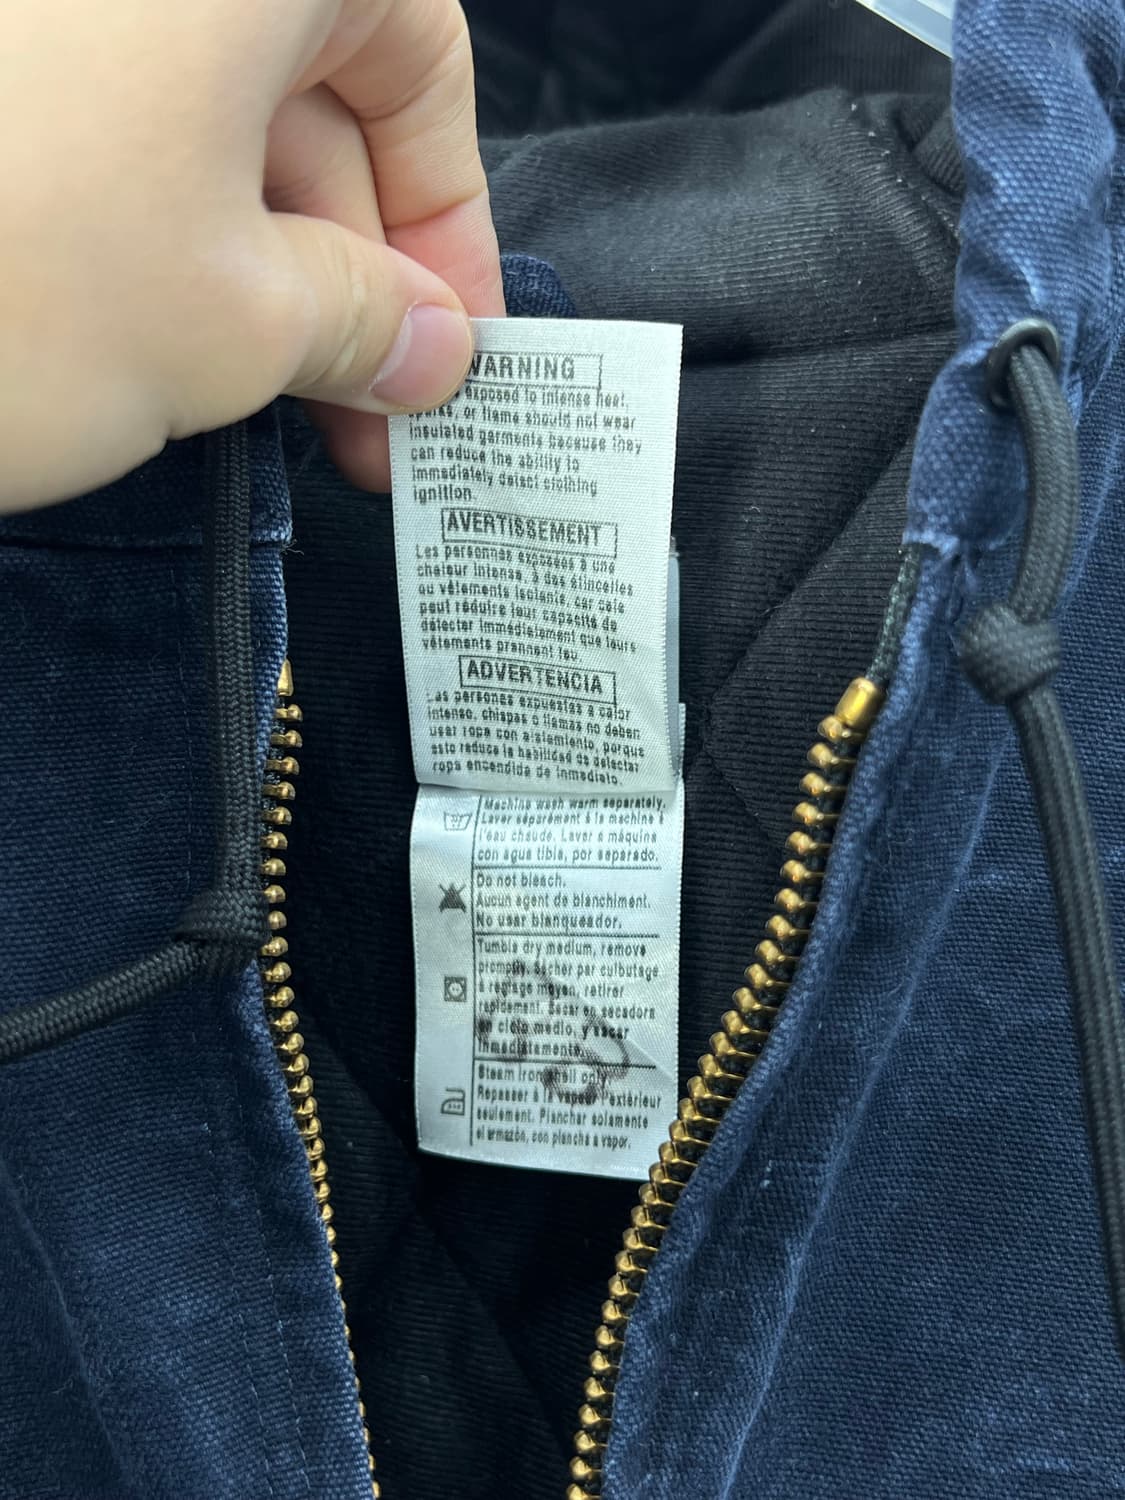 WARNING
exposed to intense heat,
or flame should not wear
insulated garments because they
can reduce the ability to
immediately detect clothing
ignition.
AVERTISSEMENT
Les personnes exposées à une
chaleur intense, à des étincelles
ou vêtements isolants, car cela
peut réduire leur capacité de
détecter immédiatement que leurs
vêtements prennent feu.
ADVERTENCIA
Las personas expuestas a calor
intenso, chispas o llamas no deben
usar ropa con aislamiento, porque
esto reduce la habilidad de detectar
ropa encendida de inmediato.
Machine wash warm separately.
Laver séparément à la machine à
l'eau chaude. Lavar a máquina
con agua tibia, por separado.
Do not bleach.
Aucun agent de blanchiment.
No usar blanqueador.
Tumble dry medium, remove
promptly. Sécher par culbutage
à réglage moyen, retirer
rapidement. Secar en secadora
en ciclo medio, y sacar
inmediatamente.
Steam iron shell only
Repasser à la vapeur l'extérieur
seulement. Planchar solamente
el armazón, con plancha a vapor.